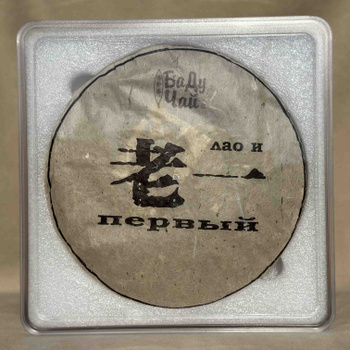 БаДу
Чай
лао и
老一
первый